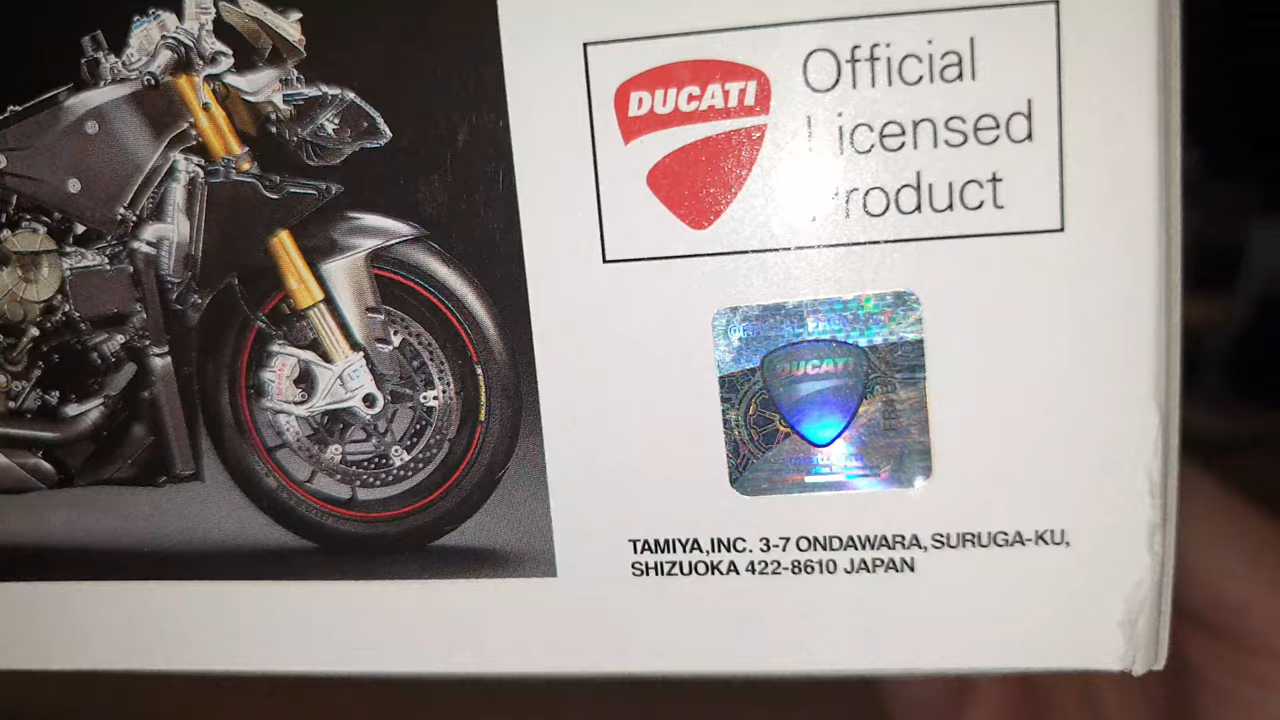 DUCATI
Official
Licensed
Product
DUCATI
TAMIYA,INC. 3-7 ONDAWARA, SURUGA-KU,
SHIZUOKA 422-8610 JAPAN